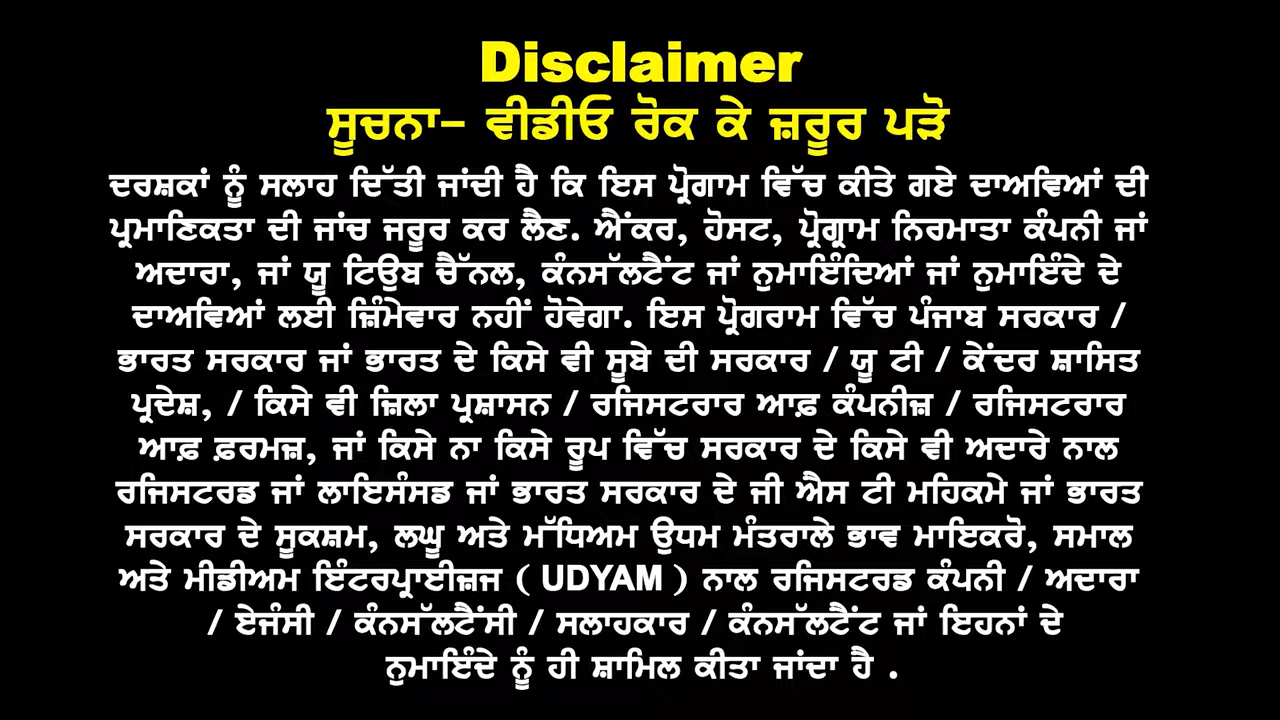 Disclaimer
ਸੂਚਨਾ- ਵੀਡੀਓ ਰੋਕ ਕੇ ਜ਼ਰੂਰ ਪੜੋ
ਦਰਸ਼ਕਾਂ ਨੂੰ ਸਲਾਹ ਦਿੱਤੀ ਜਾਂਦੀ ਹੈ ਕਿ ਇਸ ਪ੍ਰੋਗਾਮ ਵਿੱਚ ਕੀਤੇ ਗਏ ਦਾਅਵਿਆਂ ਦੀ
ਪ੍ਰਮਾਣਿਕਤਾ ਦੀ ਜਾਂਚ ਜਰੂਰ ਕਰ ਲੈਣ. ਐਂਕਰ, ਹੋਸਟ, ਪ੍ਰੋਗ੍ਰਾਮ ਨਿਰਮਾਤਾ ਕੰਪਨੀ ਜਾਂ
ਅਦਾਰਾ, ਜਾਂ ਯੂ ਟਿਊਬ ਚੈੱਨਲ, ਕੰਨਸੱਲਟੈਂਟ ਜਾਂ ਨੁਮਾਇੰਦਿਆਂ ਜਾਂ ਨੁਮਾਇੰਦੇ ਦੇ
ਦਾਅਵਿਆਂ ਲਈ ਜ਼ਿੰਮੇਵਾਰ ਨਹੀਂ ਹੋਵੇਗਾ. ਇਸ ਪ੍ਰੋਗਰਾਮ ਵਿੱਚ ਪੰਜਾਬ ਸਰਕਾਰ /
ਭਾਰਤ ਸਰਕਾਰ ਜਾਂ ਭਾਰਤ ਦੇ ਕਿਸੇ ਵੀ ਸੂਬੇ ਦੀ ਸਰਕਾਰ / ਯੂ ਟੀ / ਕੇਂਦਰ ਸ਼ਾਸਿਤ
ਪ੍ਰਦੇਸ਼, / ਕਿਸੇ ਵੀ ਜ਼ਿਲਾ ਪ੍ਰਸ਼ਾਸਨ / ਰਜਿਸਟਰਾਰ ਆਫ਼ ਕੰਪਨੀਜ਼ / ਰਜਿਸਟਰਾਰ
ਆਫ਼ ਫ਼ਰਮਜ਼, ਜਾਂ ਕਿਸੇ ਨਾ ਕਿਸੇ ਰੂਪ ਵਿੱਚ ਸਰਕਾਰ ਦੇ ਕਿਸੇ ਵੀ ਅਦਾਰੇ ਨਾਲ
ਰਜਿਸਟਰਡ ਜਾਂ ਲਾਇਸੰਸਡ ਜਾਂ ਭਾਰਤ ਸਰਕਾਰ ਦੇ ਜੀ ਐਸ ਟੀ ਮਹਿਕਮੇ ਜਾਂ ਭਾਰਤ
ਸਰਕਾਰ ਦੇ ਸੂਕਸ਼ਮ, ਲਘੂ ਅਤੇ ਮੱਧਿਅਮ ਉਧਮ ਮੰਤਰਾਲੇ ਭਾਵ ਮਾਇਕਰੋ, ਸਮਾਲ
ਅਤੇ ਮੀਡੀਅਮ ਇੰਟਰਪ੍ਰਾਈਜ਼ਜ ( UDYAM ) ਨਾਲ ਰਜਿਸਟਰਡ ਕੰਪਨੀ / ਅਦਾਰਾ
/ ਏਜੰਸੀ / ਕੰਨਸੱਲਟੈਂਸੀ / ਸਲਾਹਕਾਰ / ਕੰਨਸੱਲਟੈਂਟ ਜਾਂ ਇਹਨਾਂ ਦੇ
ਨੁਮਾਇੰਦੇ ਨੂੰ ਹੀ ਸ਼ਾਮਿਲ ਕੀਤਾ ਜਾਂਦਾ ਹੈ .